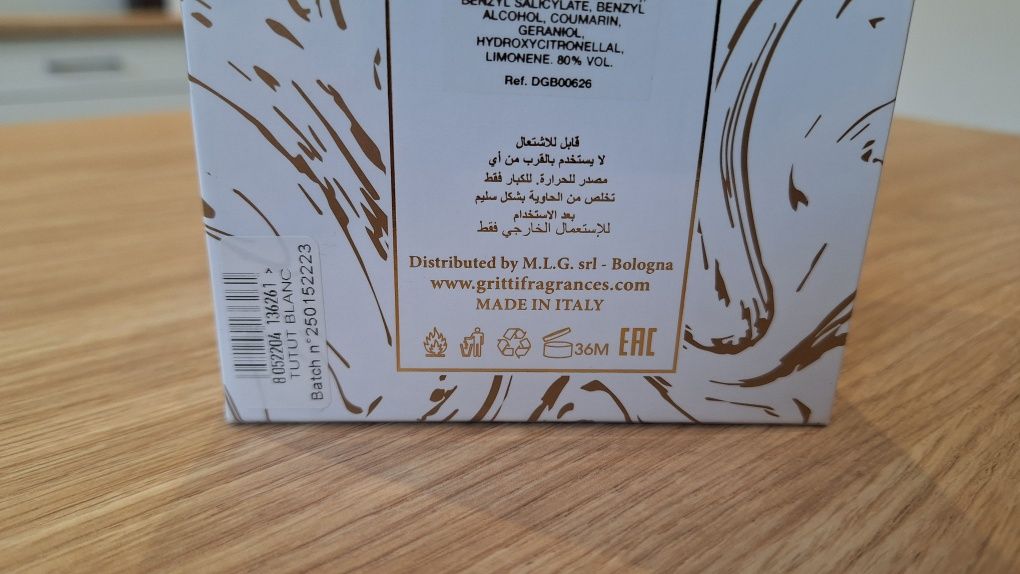 BENZYL SALICYLATE, BENZYL
ALCOHOL, COUMARIN,
GERANIOL,
HYDROXYCITRONELLAL,
LIMONENE. 80% VOL.
Ref. DGB00626
قابل للاشتعال
لا يستخدم بالقرب من أي
مصدر للحرارة. للكبار فقط
تخلص من الحاوية بشكل سليم
بعد الاستخدام
للإستعمال الخارجي فقط
Distributed by M.L.G. srl - Bologna
www.grittifragrances.com
MADE IN ITALY
36M EAC
8 052204 136261 >
TUTUT BLANC
Batch n°250152223